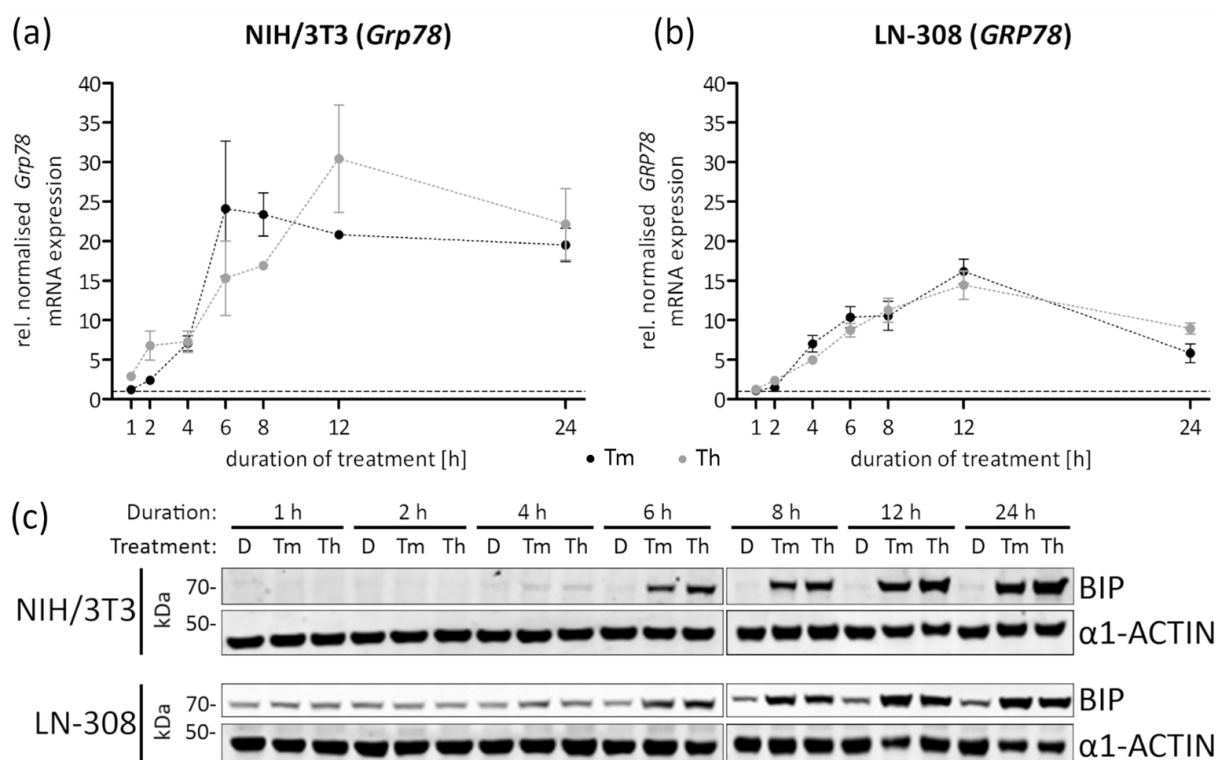 (a)
NIH/3T3 (Grp78)
rel. normalised Grp78
mRNA expression
40
35
30
25
20
15
10
5
0
1 2 4 6 8 12 24
duration of treatment [h]
(b)
LN-308 (GRP78)
rel. normalised GRP78
mRNA expression
40
35
30
25
20
15
10
5
0
1 2 4 6 8 12 24
duration of treatment [h]
Tm Th
(c)
Duration: 1 h 2 h 4 h 6 h 8 h 12 h 24 h
Treatment: D Tm Th D Tm Th D Tm Th D Tm Th D Tm Th D Tm Th D Tm Th
NIH/3T3
kDa
70- BIP
50- α1-ACTIN
LN-308
kDa
70- BIP
50- α1-ACTIN